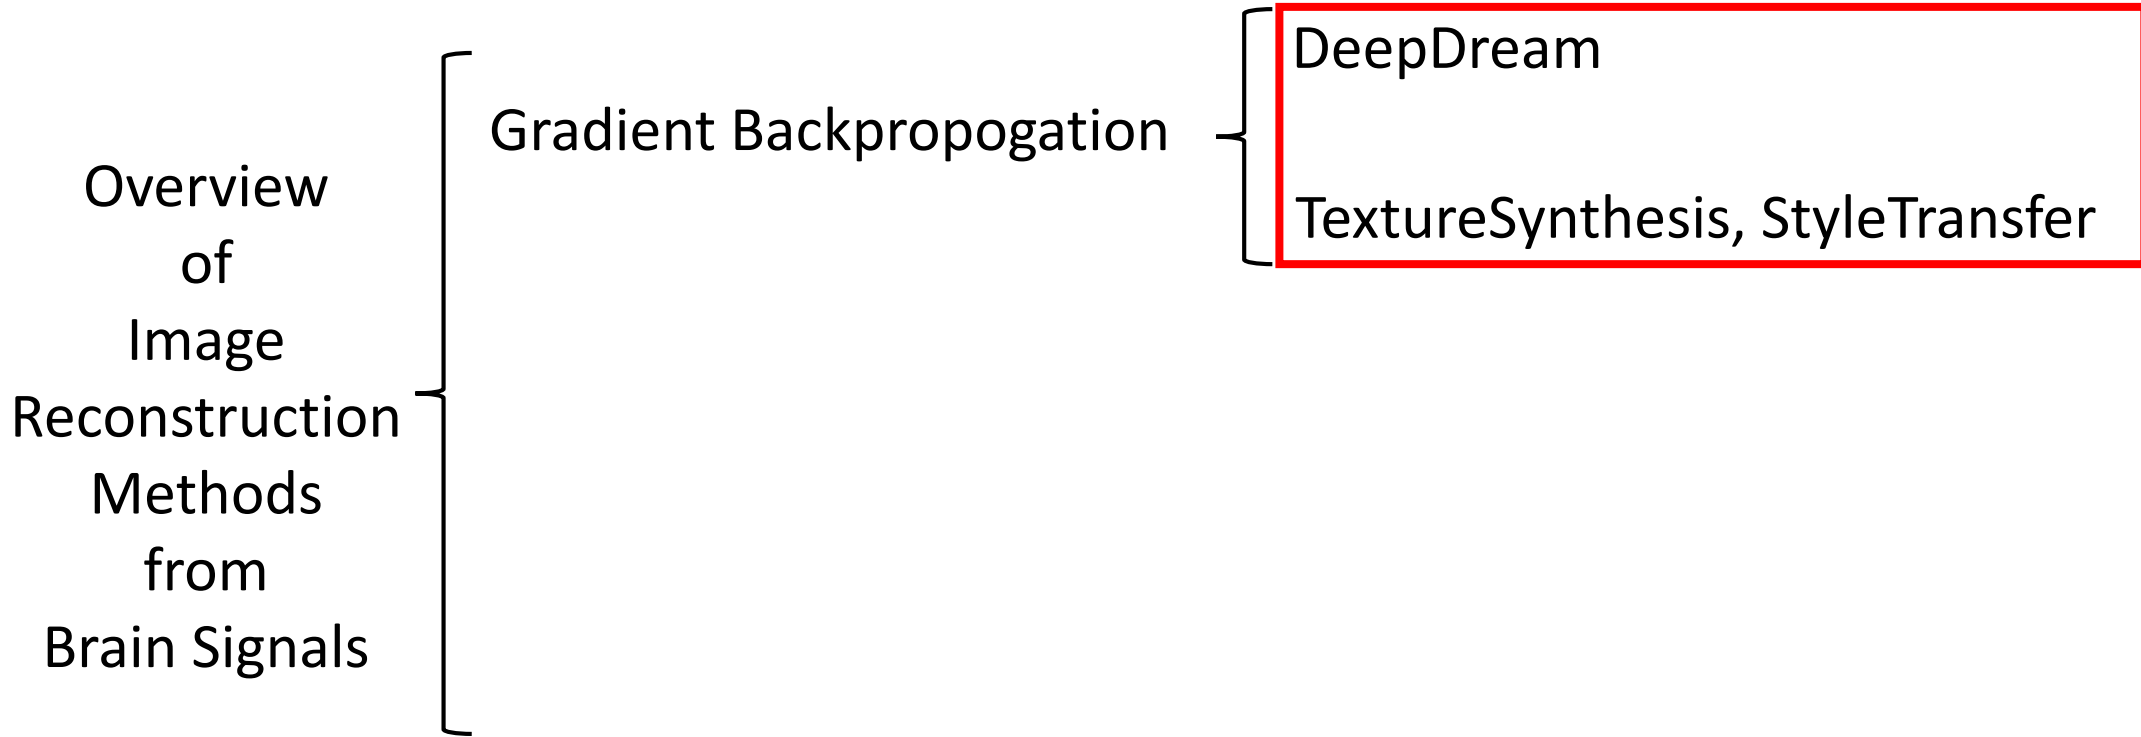 Overview
of
Image
Reconstruction
Methods
from
Brain Signals
Gradient Backpropogation
DeepDream
TextureSynthesis, StyleTransfer